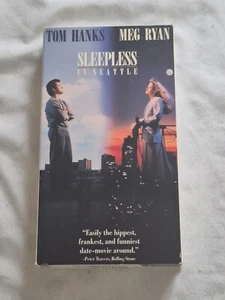 TOM HANKS MEG RYAN
SLEEPLESS
IN SEATTLE
"Easily the hippest,
frankest, and funniest
date-movie around."
-Peter Travers, Rolling Stone